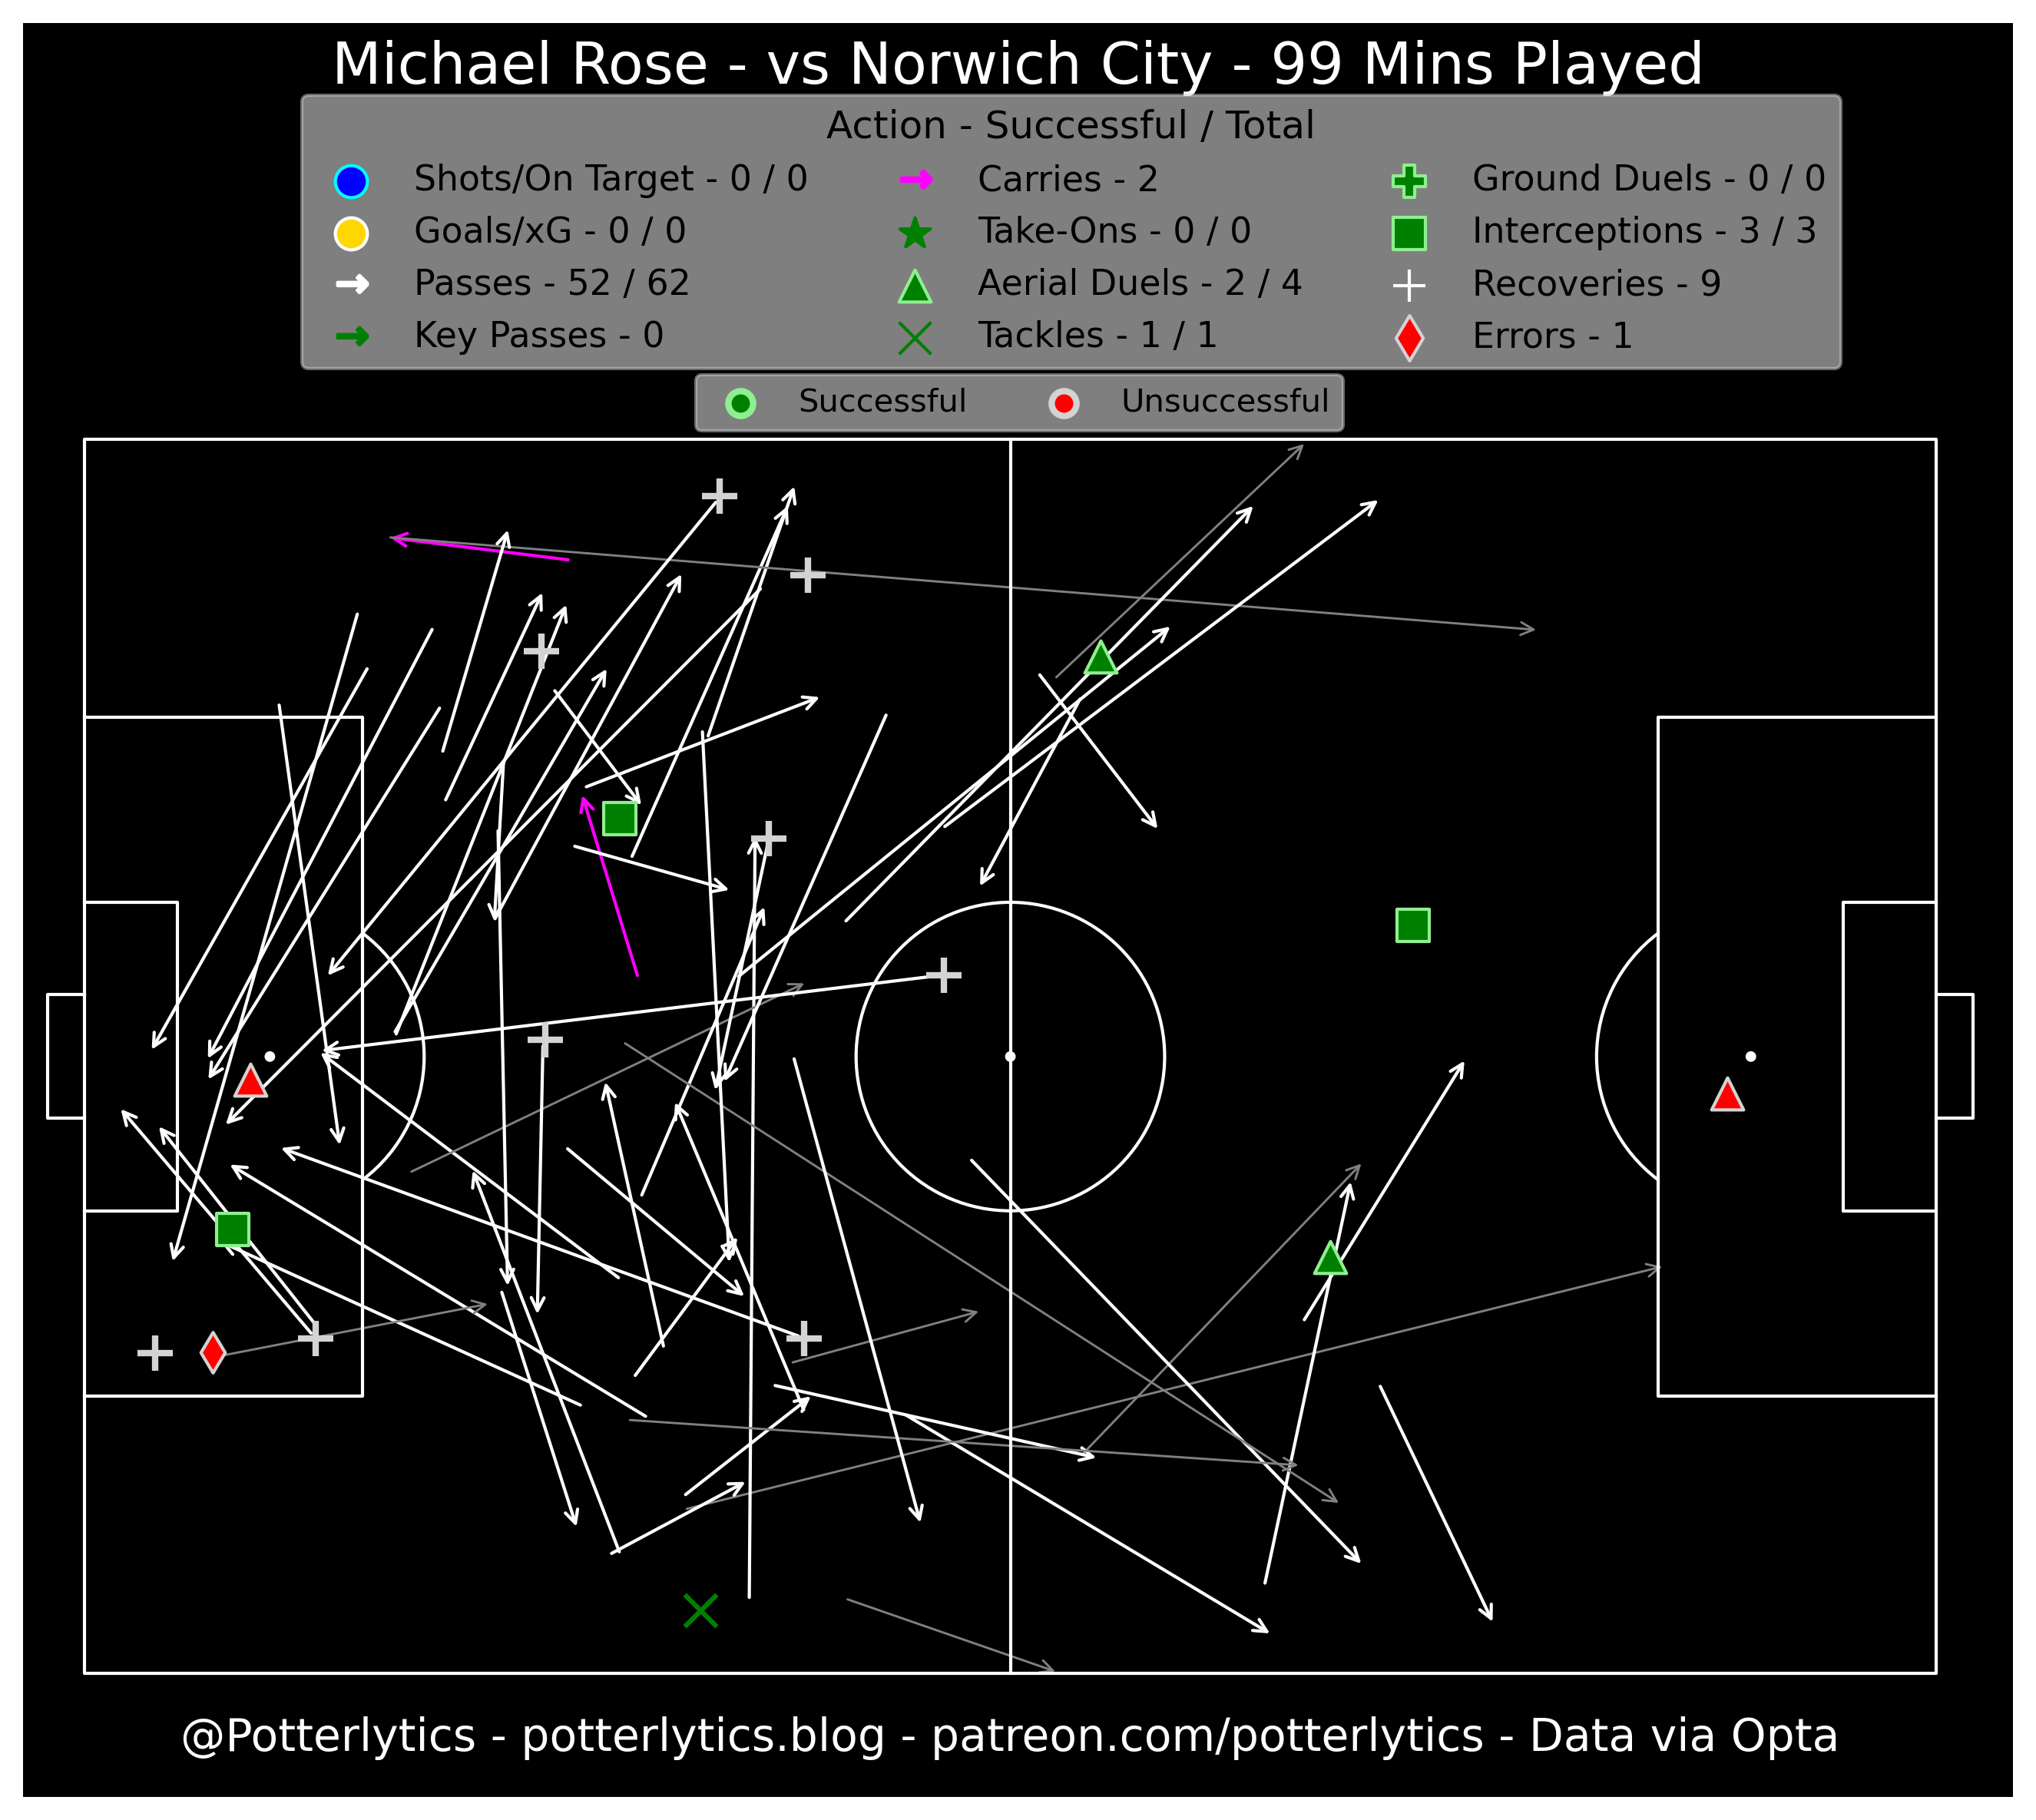 Michael Rose - vs Norwich City - 99 Mins Played
Action - Successful / Total
Shots/On Target - 0 / 0
Goals/xG - 0 / 0
Passes - 52 / 62
Key Passes - 0
Carries - 2
Take-Ons - 0 / 0
Aerial Duels - 2 / 4
Tackles - 1 / 1
Ground Duels - 0 / 0
Interceptions - 3 / 3
Recoveries - 9
Errors - 1
Successful
Unsuccessful
@Potterlytics - potterlytics.blog - patreon.com/potterlytics - Data via Opta